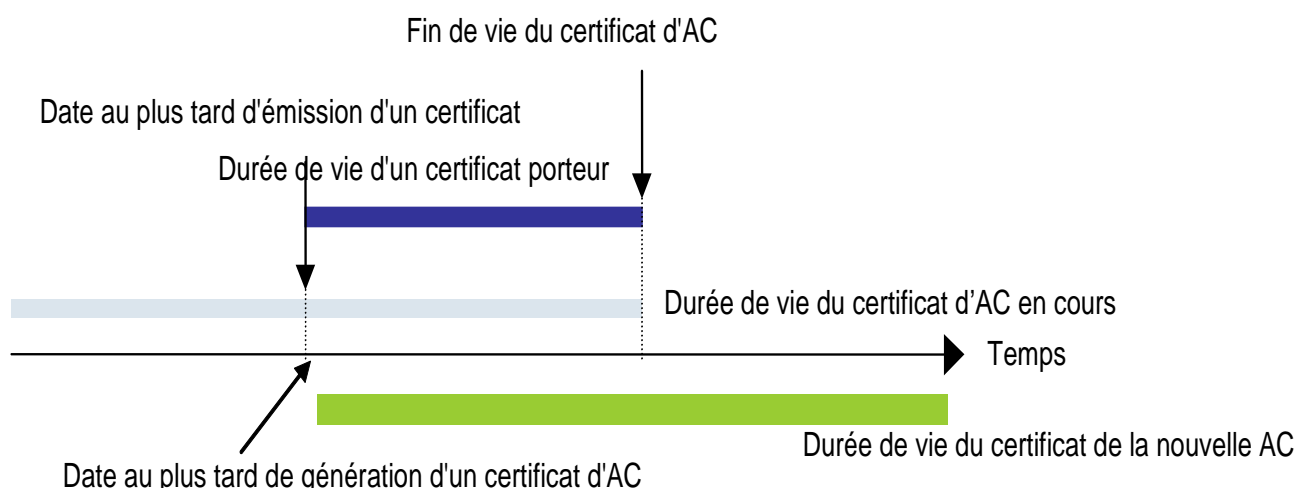 Fin de vie du certificat d'AC
Date au plus tard d'émission d'un certificat
Durée de vie d'un certificat porteur
Durée de vie du certificat d’AC en cours
Temps
Durée de vie du certificat de la nouvelle AC
Date au plus tard de génération d'un certificat d'AC